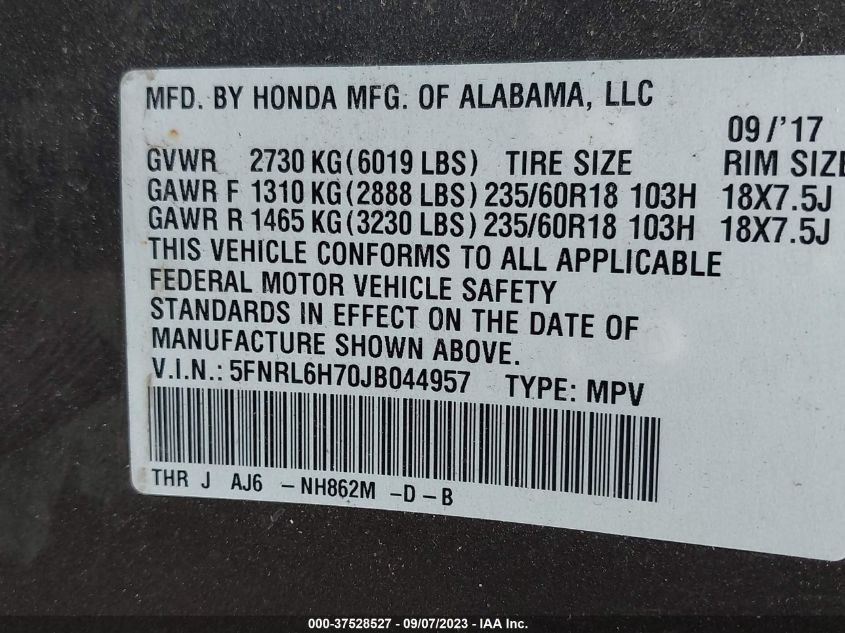 MFD. BY HONDA MFG. OF ALABAMA, LLC
09/'17
GVWR 2730 KG(6019 LBS) TIRE SIZE RIM SIZE
GAWR F 1310 KG(2888 LBS) 235/60R18 103H 18X7.5J
GAWR R 1465 KG(3230 LBS) 235/60R18 103H 18X7.5J
THIS VEHICLE CONFORMS TO ALL APPLICABLE
FEDERAL MOTOR VEHICLE SAFETY
STANDARDS IN EFFECT ON THE DATE OF
MANUFACTURE SHOWN ABOVE.
V.I.N.: 5FNRL6H70JB044957 TYPE: MPV
THR J AJ6 -NH862M -D-B
000-37528527 - 09/07/2023 - IAA Inc.